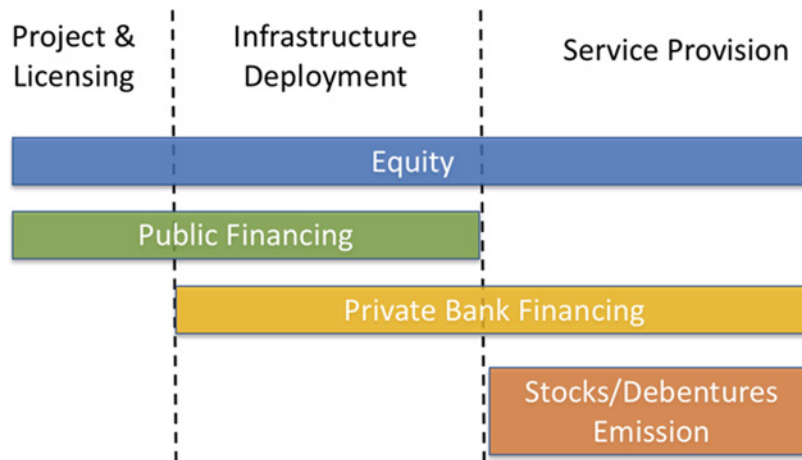 Project &
Licensing
Infrastructure
Deployment
Service Provision
Equity
Public Financing
Private Bank Financing
Stocks/Debentures
Emission